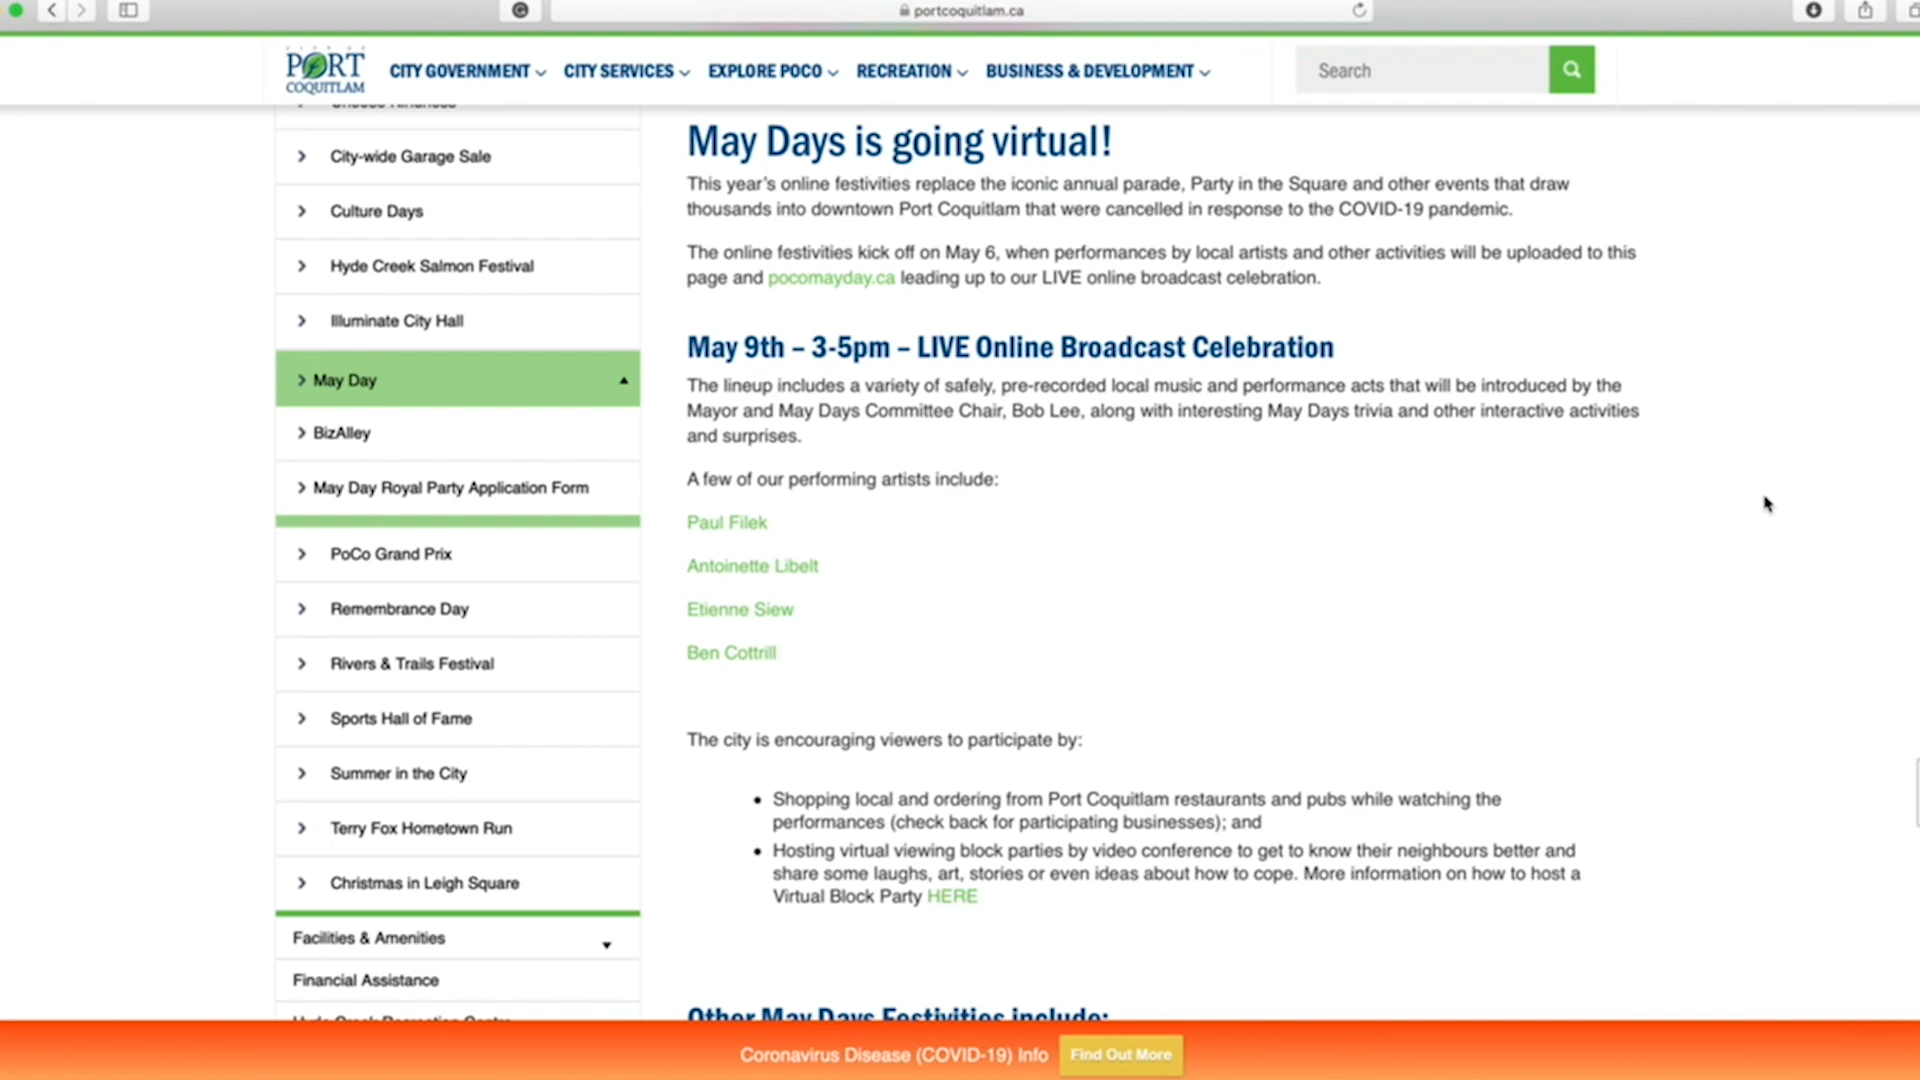 portcoquitlam.ca
CITY OF
PORT
COQUITLAM
CITY GOVERNMENT
CITY SERVICES
EXPLORE POCO
RECREATION
BUSINESS & DEVELOPMENT
Search
Choose Kindness
City-wide Garage Sale
Culture Days
Hyde Creek Salmon Festival
Illuminate City Hall
May Day
BizAlley
May Day Royal Party Application Form
PoCo Grand Prix
Remembrance Day
Rivers & Trails Festival
Sports Hall of Fame
Summer in the City
Terry Fox Hometown Run
Christmas in Leigh Square
Facilities & Amenities
Financial Assistance
Hyde Creek Recreation Centre
May Days is going virtual!
This year's online festivities replace the iconic annual parade, Party in the Square and other events that draw
thousands into downtown Port Coquitlam that were cancelled in response to the COVID-19 pandemic.
The online festivities kick off on May 6, when performances by local artists and other activities will be uploaded to this
page and pocomayday.ca leading up to our LIVE online broadcast celebration.
May 9th – 3-5pm – LIVE Online Broadcast Celebration
The lineup includes a variety of safely, pre-recorded local music and performance acts that will be introduced by the
Mayor and May Days Committee Chair, Bob Lee, along with interesting May Days trivia and other interactive activities
and surprises.
A few of our performing artists include:
Paul Filek
Antoinette Libelt
Etienne Siew
Ben Cottrill
The city is encouraging viewers to participate by:
• Shopping local and ordering from Port Coquitlam restaurants and pubs while watching the
performances (check back for participating businesses); and
• Hosting virtual viewing block parties by video conference to get to know their neighbours better and
share some laughs, art, stories or even ideas about how to cope. More information on how to host a
Virtual Block Party HERE
Other May Days Festivities include:
Coronavirus Disease (COVID-19) Info
Find Out More